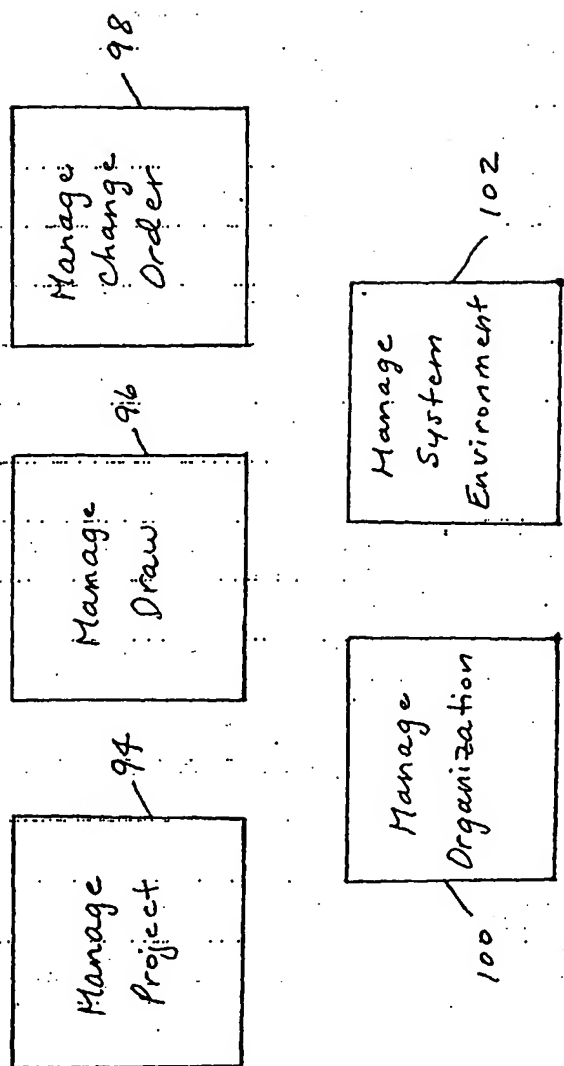 Manage
Project
94
Manage
Draw
96
Manage
Change
Order
98
Manage
Organization
100
Manage
System
Environment
102